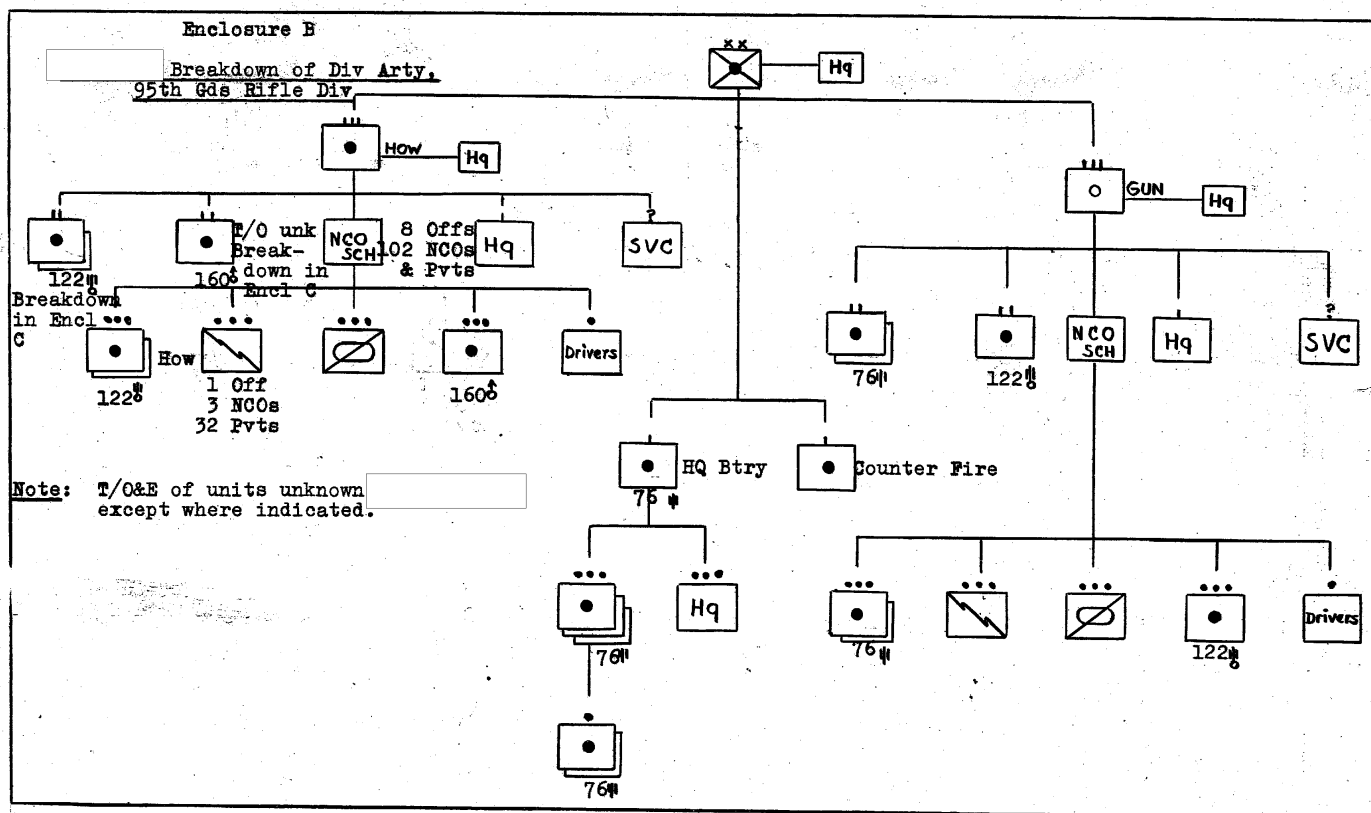 Enclosure B
Breakdown of Div Arty,
95th Gds Rifle Div
Hq
HOW
Hq
GUN
Hq
122
Breakdown
in Encl
C
160
T/O unk
Break-
down in
Encl C
NCO
SCH
8 Offs
102 NCOs
& Pvts
Hq
?
SVC
122
How
1 Off
3 NCOs
32 Pvts
160
Drivers
76
122
NCO
SCH
Hq
?
SVC
HQ Btry
76
Counter Fire
Note: T/O&E of units unknown
except where indicated.
76
Hq
76
76
122
Drivers